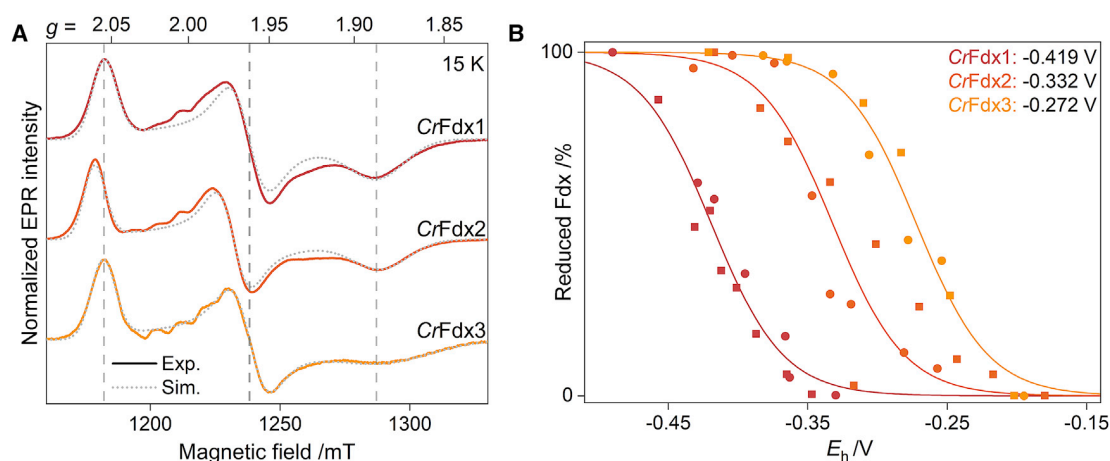 A
g = 2.05 2.00 1.95 1.90 1.85
15 K
CrFdx1
CrFdx2
CrFdx3
Exp.
Sim.
Normalized EPR intensity
1200 1250 1300
Magnetic field /mT
B
100
0
CrFdx1: -0.419 V
CrFdx2: -0.332 V
CrFdx3: -0.272 V
Reduced Fdx /%
-0.45 -0.35 -0.25 -0.15
Eh /V